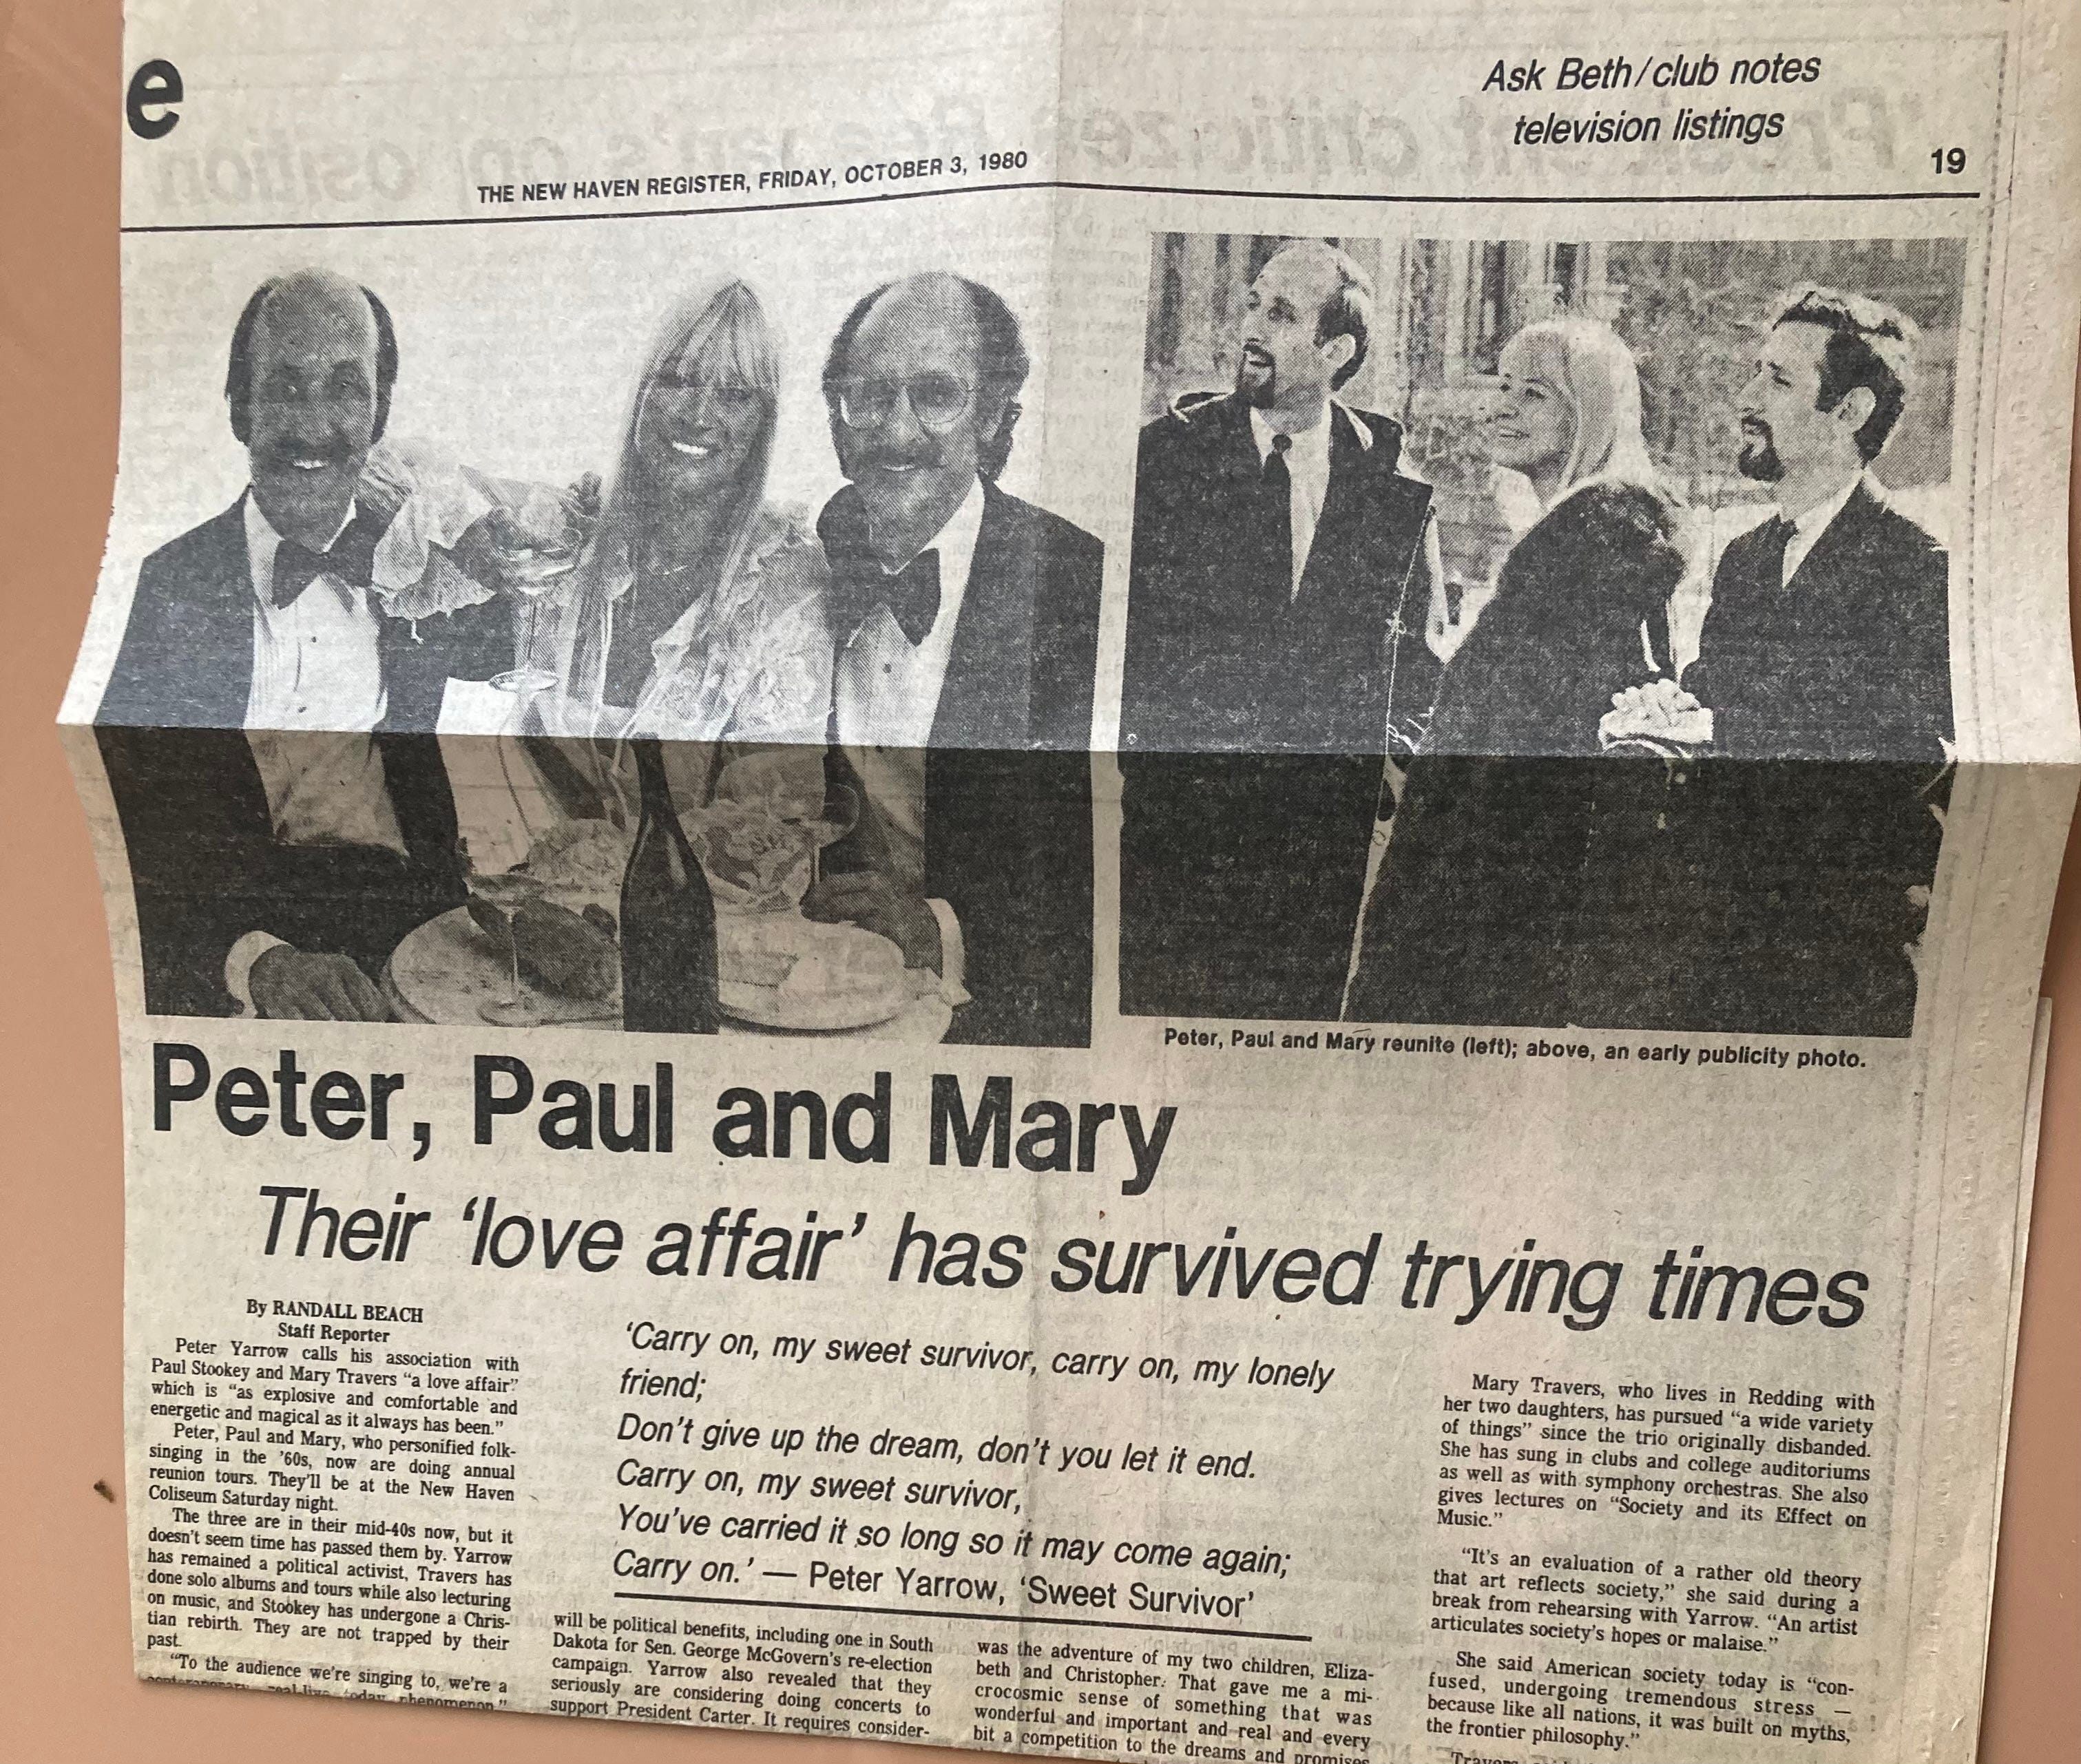 e
Ask Beth/club notes
television listings
THE NEW HAVEN REGISTER, FRIDAY, OCTOBER 3, 1980
19
Peter, Paul and Mary reunite (left); above, an early publicity photo.
Peter, Paul and Mary
Their ‘love affair’ has survived trying times
By RANDALL BEACH
Staff Reporter
Peter Yarrow calls his association with
Paul Stookey and Mary Travers “a love affair”
which is “as explosive and comfortable and
energetic and magical as it always has been.”
Peter, Paul and Mary, who personified folk-
singing in the ’60s, now are doing annual
reunion tours. They’ll be at the New Haven
Coliseum Saturday night.
The three are in their mid-40s now, but it
doesn’t seem time has passed them by. Yarrow
has remained a political activist, Travers has
done solo albums and tours while also lecturing
on music, and Stookey has undergone a Chris-
tian rebirth. They are not trapped by their
past.
“To the audience we’re singing to, we’re a
contemporary, real-live, today phenomenon,”
‘Carry on, my sweet survivor, carry on, my lonely
friend;
Don’t give up the dream, don’t you let it end.
Carry on, my sweet survivor,
You’ve carried it so long so it may come again;
Carry on.’ — Peter Yarrow, ‘Sweet Survivor’
will be political benefits, including one in South
Dakota for Sen. George McGovern’s re-election
campaign. Yarrow also revealed that they
seriously are considering doing concerts to
support President Carter. It requires consider-
was the adventure of my two children, Eliza-
beth and Christopher. That gave me a mi-
crocosmic sense of something that was
wonderful and important and real and every
bit a competition to the dreams and promises
Mary Travers, who lives in Redding with
her two daughters, has pursued “a wide variety
of things” since the trio originally disbanded.
She has sung in clubs and college auditoriums
as well as with symphony orchestras. She also
gives lectures on “Society and its Effect on
Music.”
“It’s an evaluation of a rather old theory
that art reflects society,” she said during a
break from rehearsing with Yarrow. “An artist
articulates society’s hopes or malaise.”
She said American society today is “con-
fused, undergoing tremendous stress —
because like all nations, it was built on myths,
the frontier philosophy.”